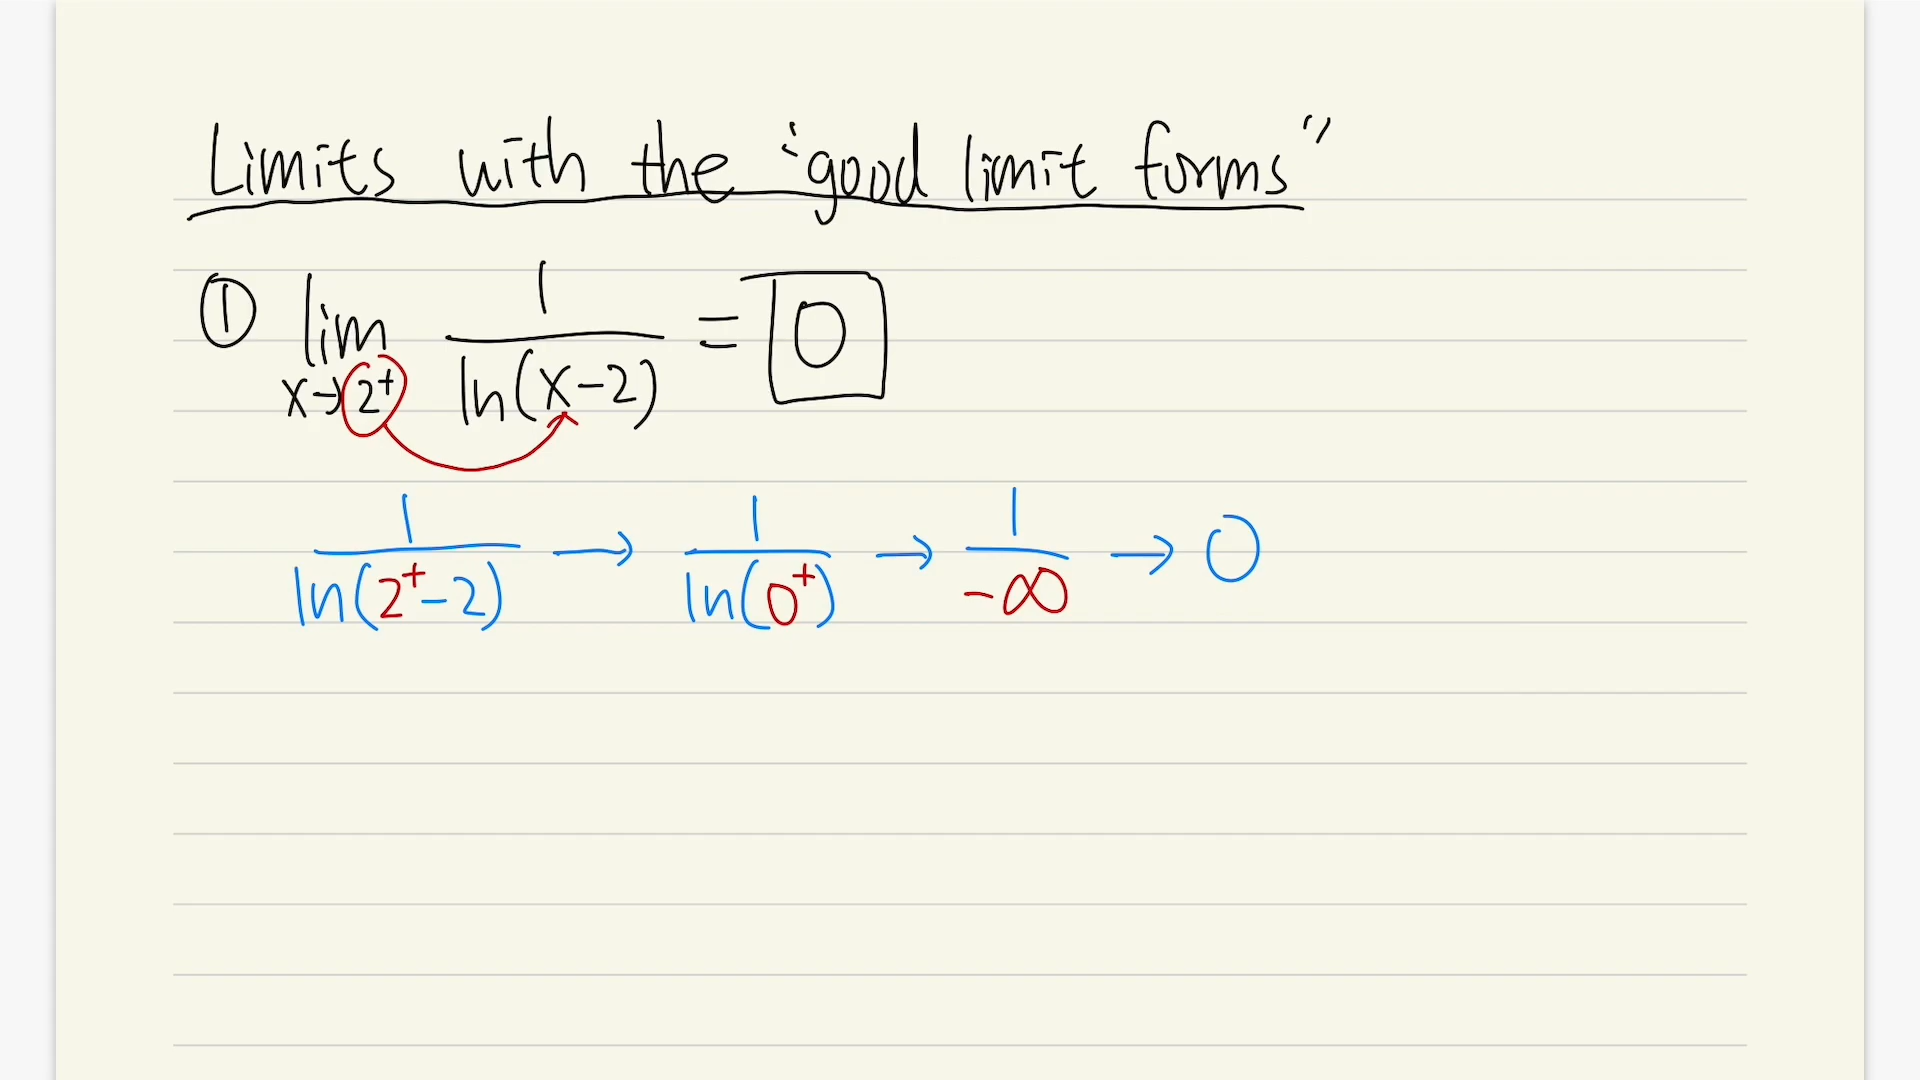 Limits with the "good limit forms"
① lim x→2⁺ 1/ln(x-2) = 0
1/ln(2⁺-2) → 1/ln(0⁺) → 1/-∞ → 0